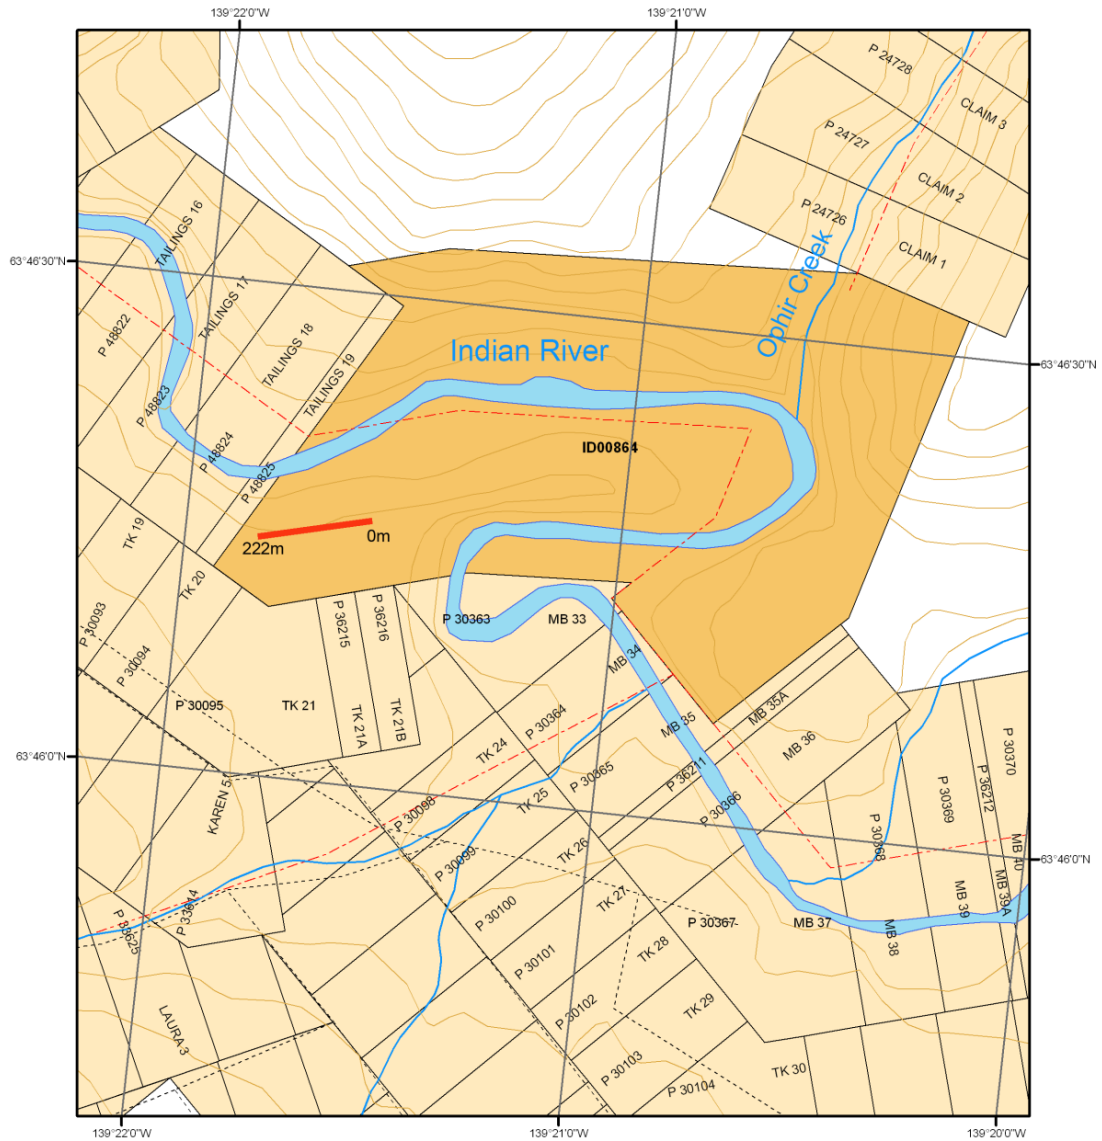 139°22'0"W
139°21'0"W
P 24728
CLAIM 3
P 24727
CLAIM 2
P 24726
CLAIM 1
TAILINGS 16
63°46'30"N
Ophir Creek
TAILINGS 17
P 48822
TAILINGS 18
Indian River
TAILINGS 19
63°46'30"N
P 48823
P 48824
ID00864
P 48825
TK 19
0m
222m
TK 20
P 30093
P 36215
P 36216
P 30363
MB 33
P 30094
MB 34
P 30095
TK 21
TK 21A
TK 21B
P 30364
MB 35
MB 35A
MB 36
TK 24
63°46'0"N
P 30365
P 36211
P 30370
P 36212
P 30369
KAREN 5
TK 25
P 30366
P 30098
P 30368
TK 26
MB 40
63°46'0"N
P 30099
TK 27
MB 39
MB 39A
P 33614
P 33625
P 30100
P 30367
MB 37
MB 38
TK 28
P 30101
TK 29
P 30102
LAURA 3
P 30103
TK 30
P 30104
139°22'0"W
139°21'0"W
139°20'0"W